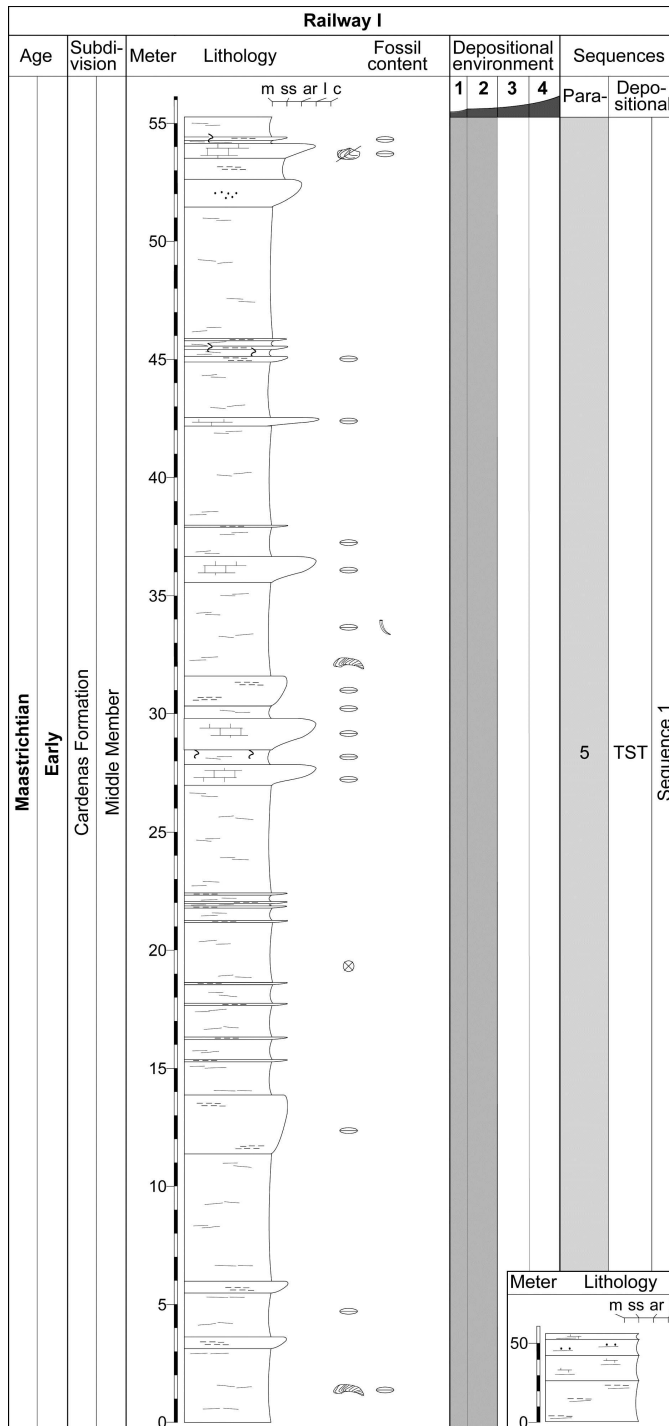 Railway I
Age
Subdi-
vision
Meter
Lithology
Fossil
content
Depositional
environment
Sequences
m ss ar l c
1 2 3 4
Para-
Depo-
sitional
55
50
45
40
35
30
25
20
15
10
5
0
Maastrichtian
Early
Cardenas Formation
Middle Member
5
TST
Sequence 1
Meter Lithology
m ss ar
50
0